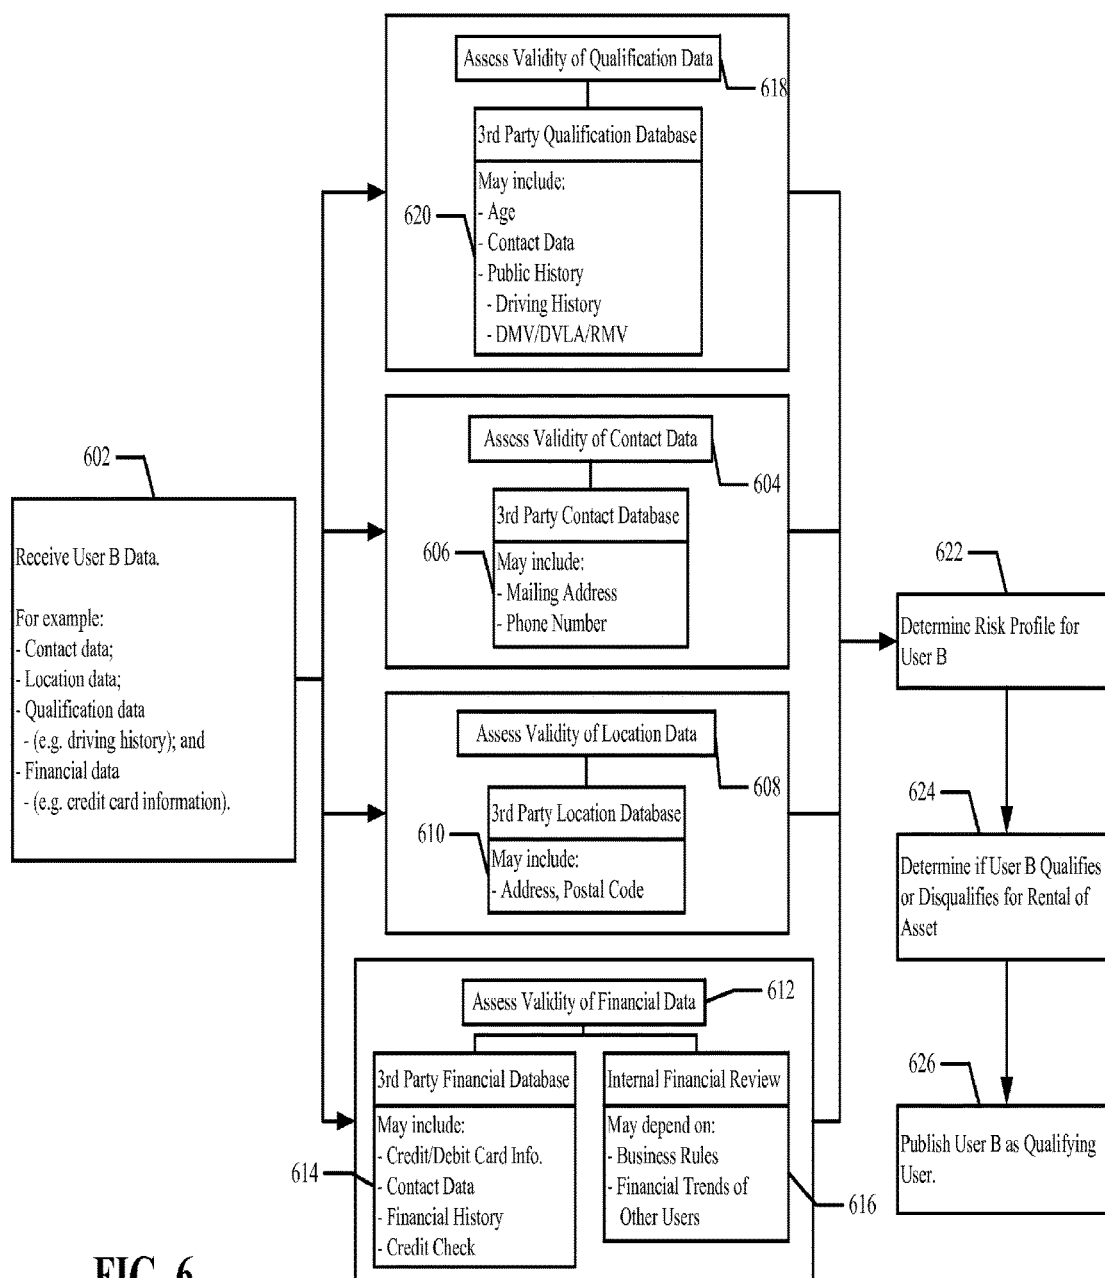 Assess Validity of Qualification Data
618
3rd Party Qualification Database
May include:
- Age
- Contact Data
- Public History
- Driving History
- DMV/DVLA/RMV
620
Assess Validity of Contact Data
604
3rd Party Contact Database
May include:
- Mailing Address
- Phone Number
606
602
Receive User B Data.
For example:
- Contact data;
- Location data;
- Qualification data
- (e.g. driving history); and
- Financial data
- (e.g. credit card information).
Assess Validity of Location Data
608
3rd Party Location Database
May include:
- Address, Postal Code
610
Assess Validity of Financial Data
612
3rd Party Financial Database
May include:
- Credit/Debit Card Info.
- Contact Data
- Financial History
- Credit Check
614
Internal Financial Review
May depend on:
- Business Rules
- Financial Trends of
Other Users
616
622
Determine Risk Profile for
User B
624
Determine if User B Qualifies
or Disqualifies for Rental of
Asset
626
Publish User B as Qualifying
User.
FIG. 6